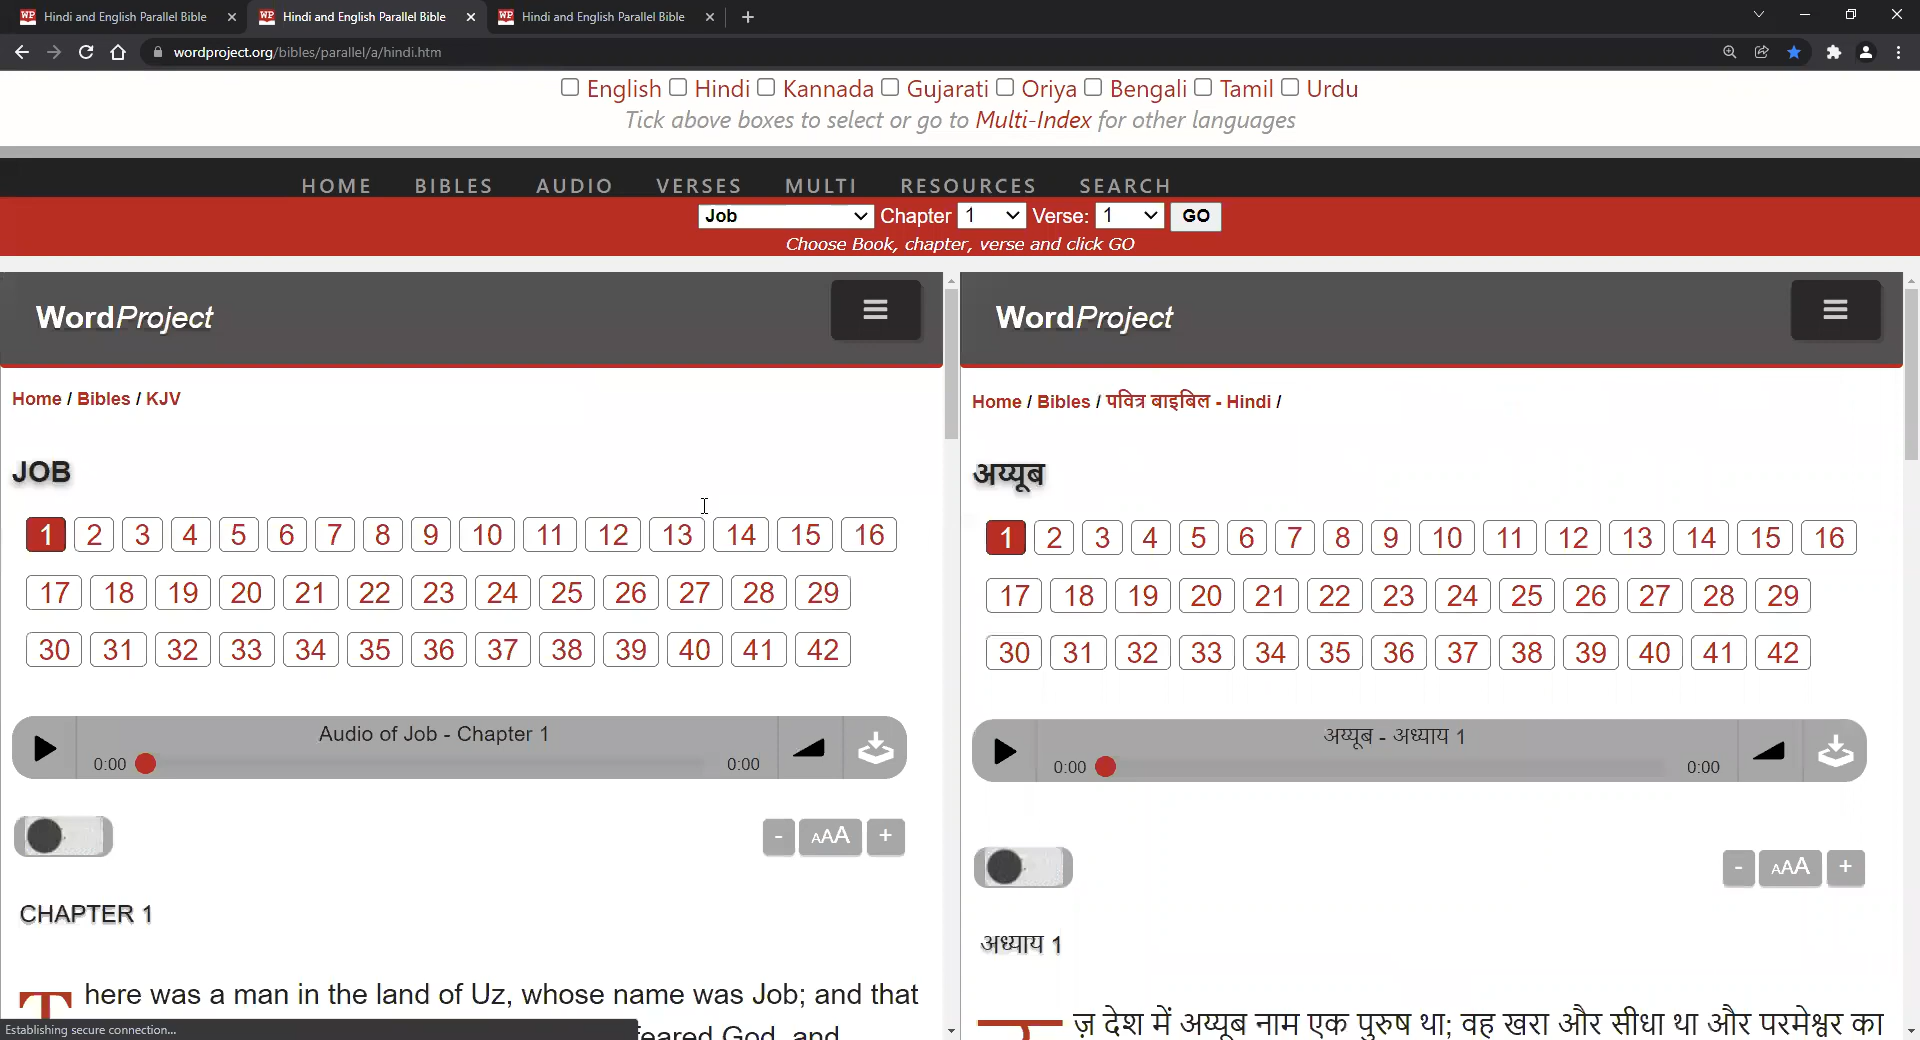 Hindi and English Parallel Bible
Hindi and English Parallel Bible
Hindi and English Parallel Bible
wordproject.org/bibles/parallel/a/hindi.htm
English Hindi Kannada Gujarati Oriya Bengali Tamil Urdu
Tick above boxes to select or go to Multi-Index for other languages
HOME BIBLES AUDIO VERSES MULTI RESOURCES SEARCH
Job Chapter 1 Verse: 1 GO
Choose Book, chapter, verse and click GO
WordProject
Home / Bibles / KJV
JOB
1 2 3 4 5 6 7 8 9 10 11 12 13 14 15 16
17 18 19 20 21 22 23 24 25 26 27 28 29
30 31 32 33 34 35 36 37 38 39 40 41 42
Audio of Job - Chapter 1
0:00 0:00
- AAA +
CHAPTER 1
There was a man in the land of Uz, whose name was Job; and that
feared God, and
Establishing secure connection...
WordProject
Home / Bibles / पवित्र बाइबिल - Hindi /
अय्यूब
1 2 3 4 5 6 7 8 9 10 11 12 13 14 15 16
17 18 19 20 21 22 23 24 25 26 27 28 29
30 31 32 33 34 35 36 37 38 39 40 41 42
अय्यूब - अध्याय 1
0:00 0:00
- AAA +
अध्याय 1
ज़ देश में अय्यूब नाम एक पुरुष था; वह खरा और सीधा था और परमेश्वर का